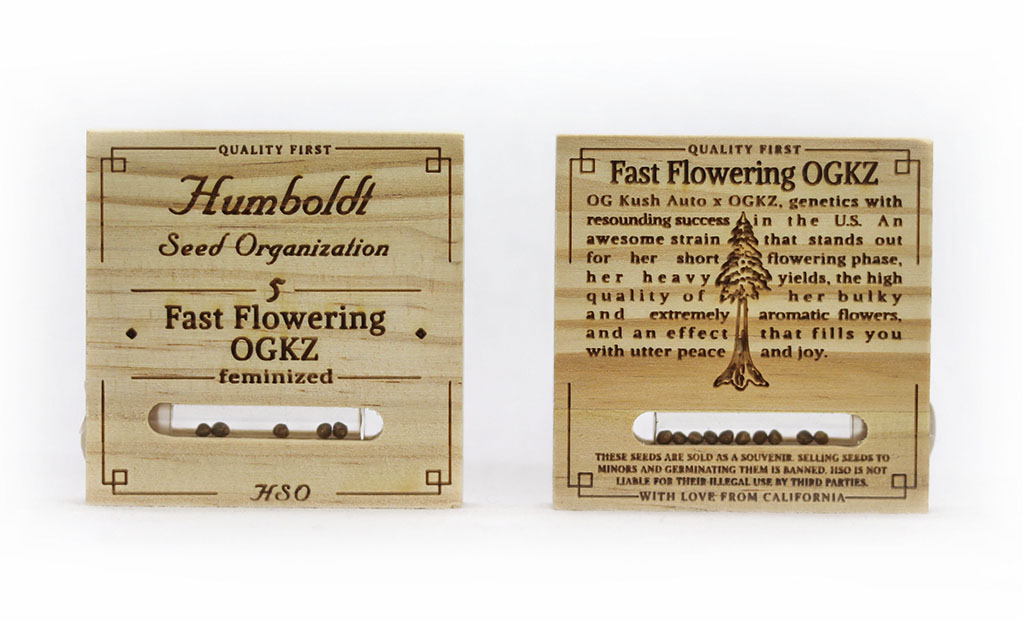 QUALITY FIRST
Humboldt
Seed Organization
5
Fast Flowering
OGKZ
feminized
HSO
QUALITY FIRST
Fast Flowering OGKZ
OG Kush Auto x OGKZ, genetics with
resounding success in the U.S. An
awesome strain that stands out
for her short flowering phase,
her heavy yields, the high
quality of her bulky
and extremely aromatic flowers,
and an effect that fills you
with utter peace and joy.
THESE SEEDS ARE SOLD AS A SOUVENIR. SELLING SEEDS TO
MINORS AND GERMINATING THEM IS BANNED. HSO IS NOT
LIABLE FOR THEIR ILLEGAL USE BY THIRD PARTIES.
WITH LOVE FROM CALIFORNIA